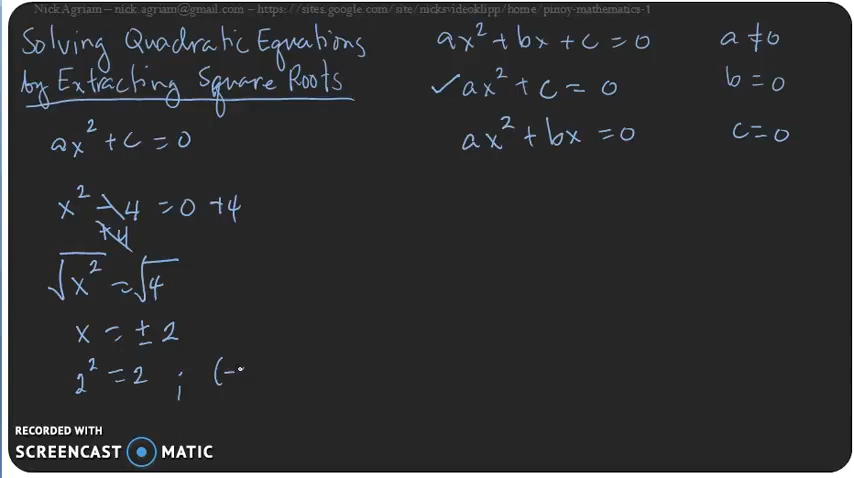 Nick Agriam – nick.agriam@gmail.com – https://sites.google.com/site/nicksvideoklipp/home/pinoy-mathematics-1
Solving Quadratic Equations
by Extracting Square Roots
ax² + c = 0
x² - 4 = 0 + 4
+4
√x² = √4
x = ± 2
2² = 2 ; (-
ax² + bx + c = 0 a ≠ 0
✓ ax² + c = 0 b = 0
ax² + bx = 0 c = 0
RECORDED WITH
SCREENCAST MATIC